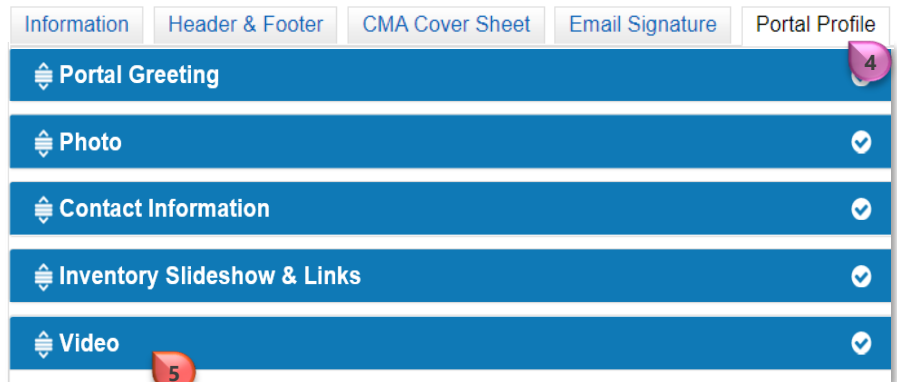 Information Header & Footer CMA Cover Sheet Email Signature Portal Profile
4
Portal Greeting
Photo
Contact Information
Inventory Slideshow & Links
Video
5